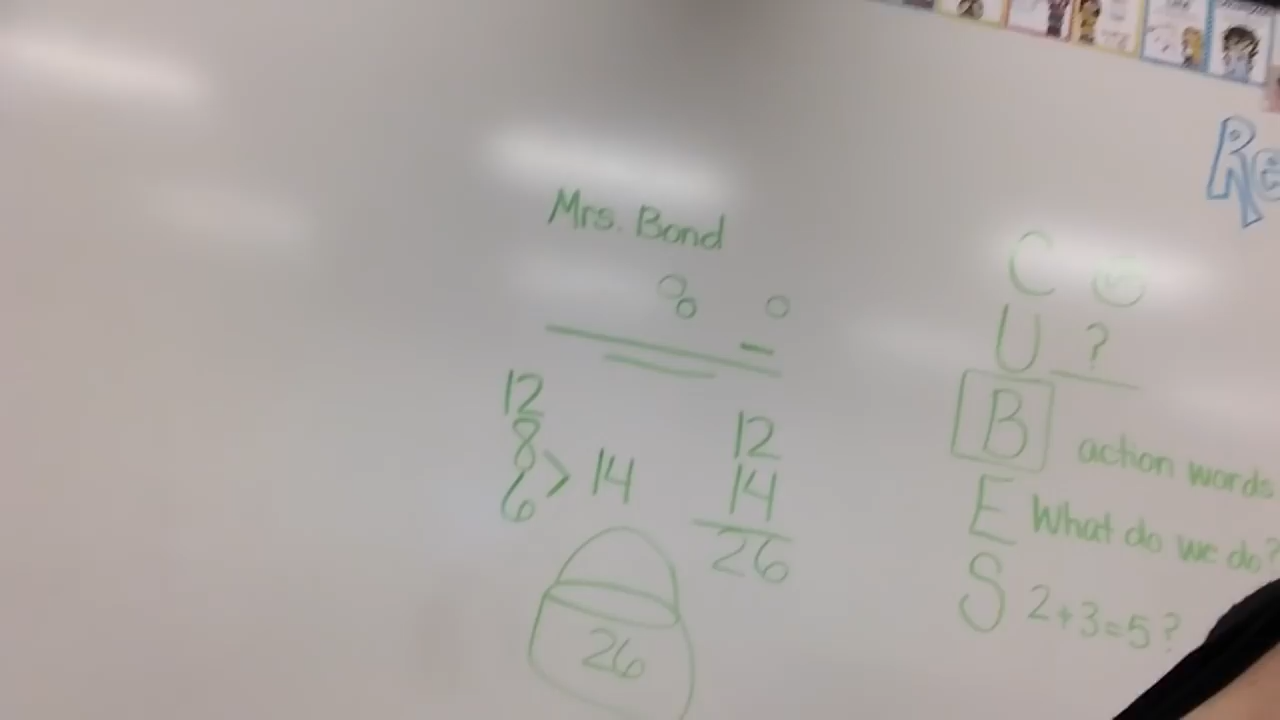 Mrs. Bond
12
8
6 > 14
12
14
26
26
Re
C
U ?
B action words
E What do we do?
S 2+3=5?